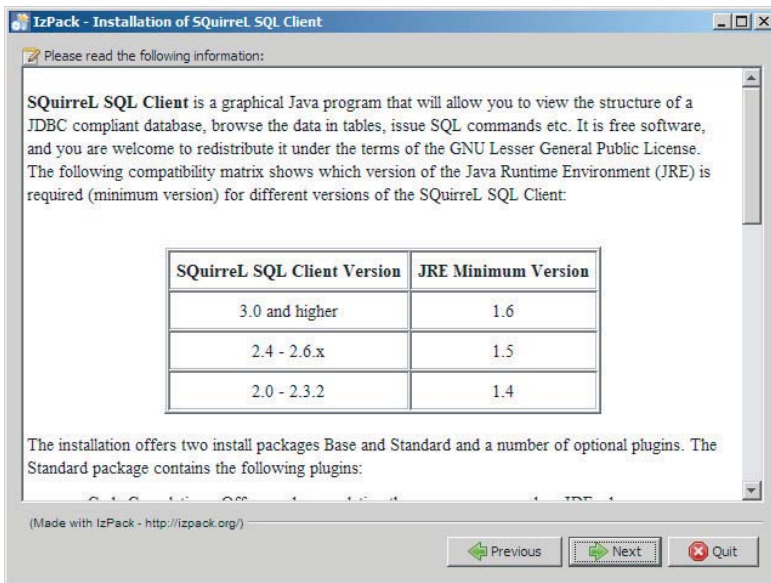 IzPack - Installation of SQuirreL SQL Client
Please read the following information:
SQuirreL SQL Client is a graphical Java program that will allow you to view the structure of a
JDBC compliant database, browse the data in tables, issue SQL commands etc. It is free software,
and you are welcome to redistribute it under the terms of the GNU Lesser General Public License.
The following compatibility matrix shows which version of the Java Runtime Environment (JRE) is
required (minimum version) for different versions of the SQuirreL SQL Client:
SQuirreL SQL Client Version JRE Minimum Version
3.0 and higher 1.6
2.4 - 2.6.x 1.5
2.0 - 2.3.2 1.4
The installation offers two install packages Base and Standard and a number of optional plugins. The
Standard package contains the following plugins:
(Made with IzPack - http://izpack.org/)
Previous Next Quit